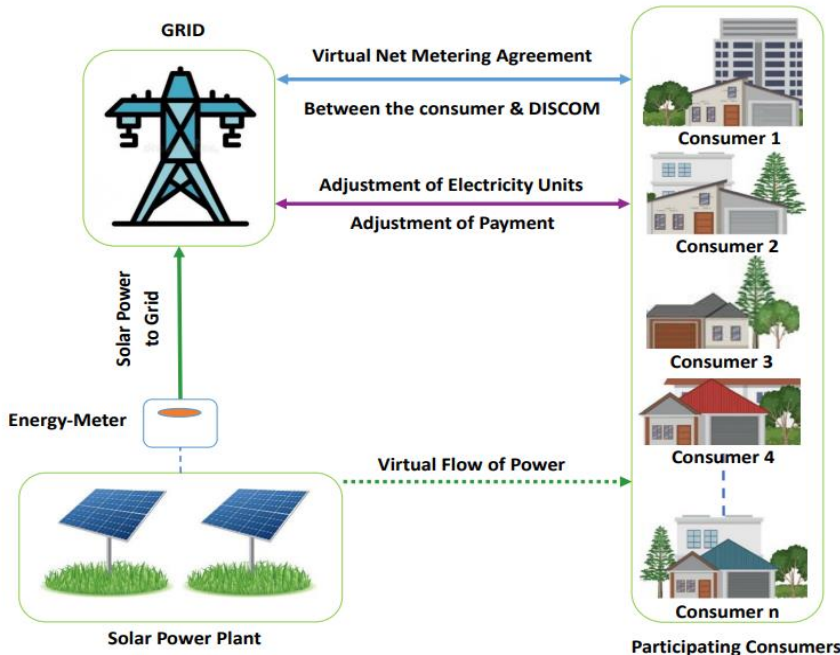 GRID
Virtual Net Metering Agreement
Between the consumer & DISCOM
Consumer 1
Adjustment of Electricity Units
Adjustment of Payment
Consumer 2
Solar Power
to Grid
Consumer 3
Energy-Meter
Consumer 4
Virtual Flow of Power
Consumer n
Solar Power Plant
Participating Consumers